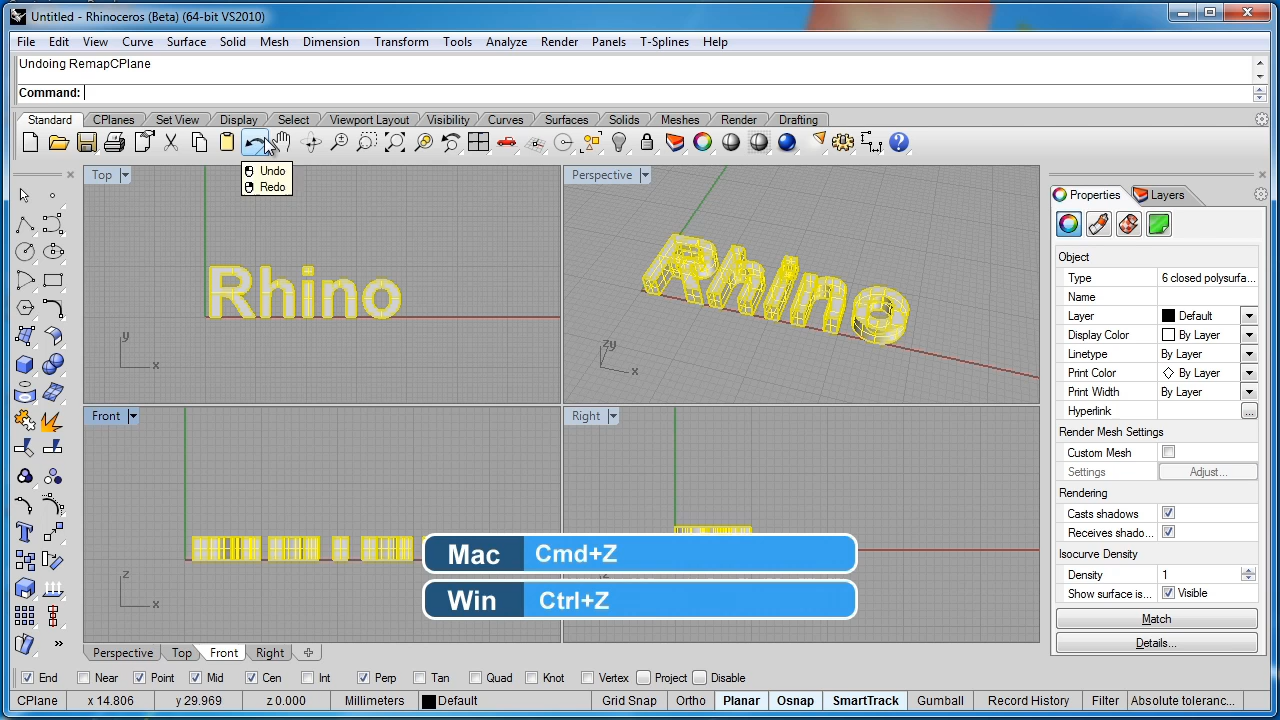 Untitled - Rhinoceros (Beta) (64-bit VS2010)
File Edit View Curve Surface Solid Mesh Dimension Transform Tools Analyze Render Panels T-Splines Help
Undoing RemapCPlane
Command:
Standard CPlanes Set View Display Select Viewport Layout Visibility Curves Surfaces Solids Meshes Render Drafting
Undo
Redo
Top
Perspective
Properties Layers
Rhino
Rhino
y
x
zy
x
Object
Type 6 closed polysurfa...
Name
Layer Default
Display Color By Layer
Linetype By Layer
Print Color By Layer
Print Width By Layer
Hyperlink ...
Render Mesh Settings
Custom Mesh
Settings Adjust...
Rendering
Casts shadows
Receives shado...
Isocurve Density
Density 1
Show surface is... Visible
Match
Details...
Front
Right
z
x
Mac Cmd+Z
Win Ctrl+Z
Perspective Top Front Right
End Near Point Mid Cen Int Perp Tan Quad Knot Vertex Project Disable
CPlane x 14.806 y 29.969 z 0.000 Millimeters Default Grid Snap Ortho Planar Osnap SmartTrack Gumball Record History Filter Absolute toleranc...